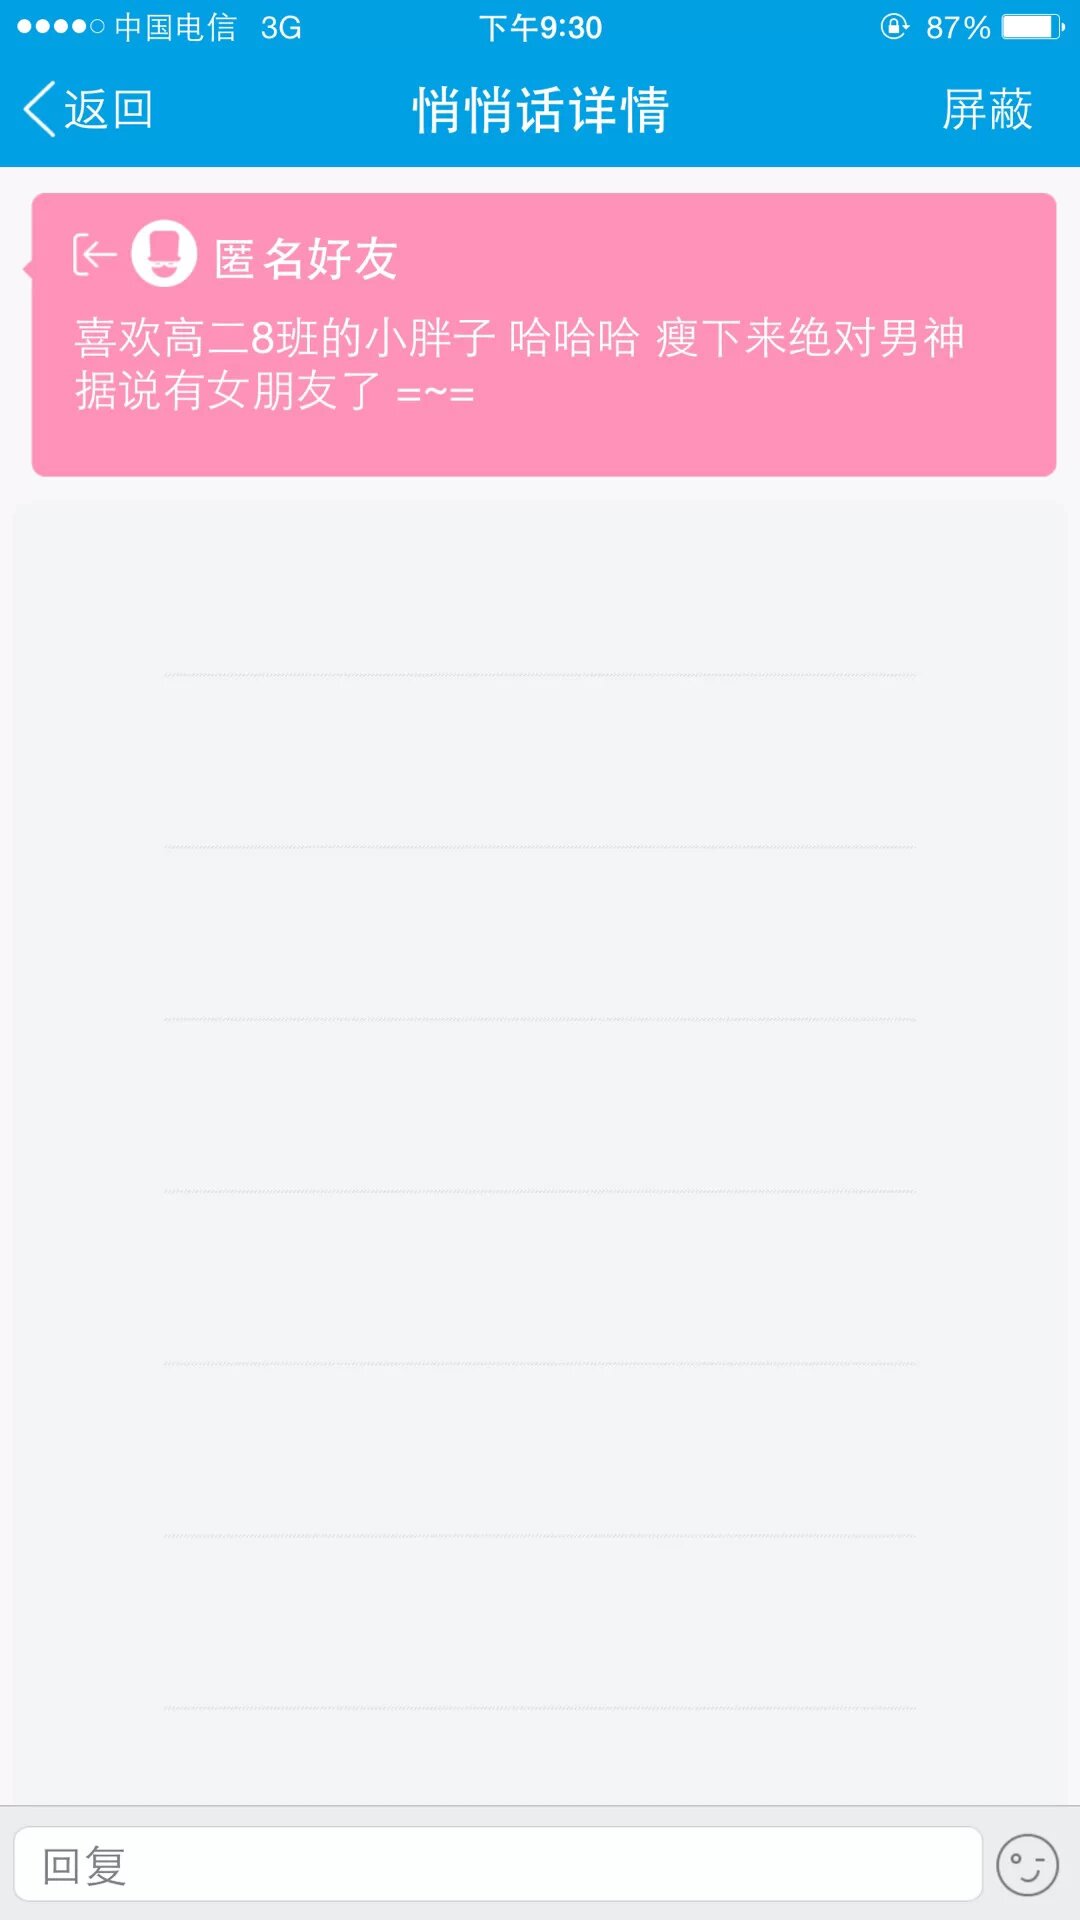 中国电信 3G 下午9:30 87%
返回 悄悄话详情 屏蔽
匿名好友
喜欢高二8班的小胖子 哈哈哈 瘦下来绝对男神
据说有女朋友了 =~=
回复